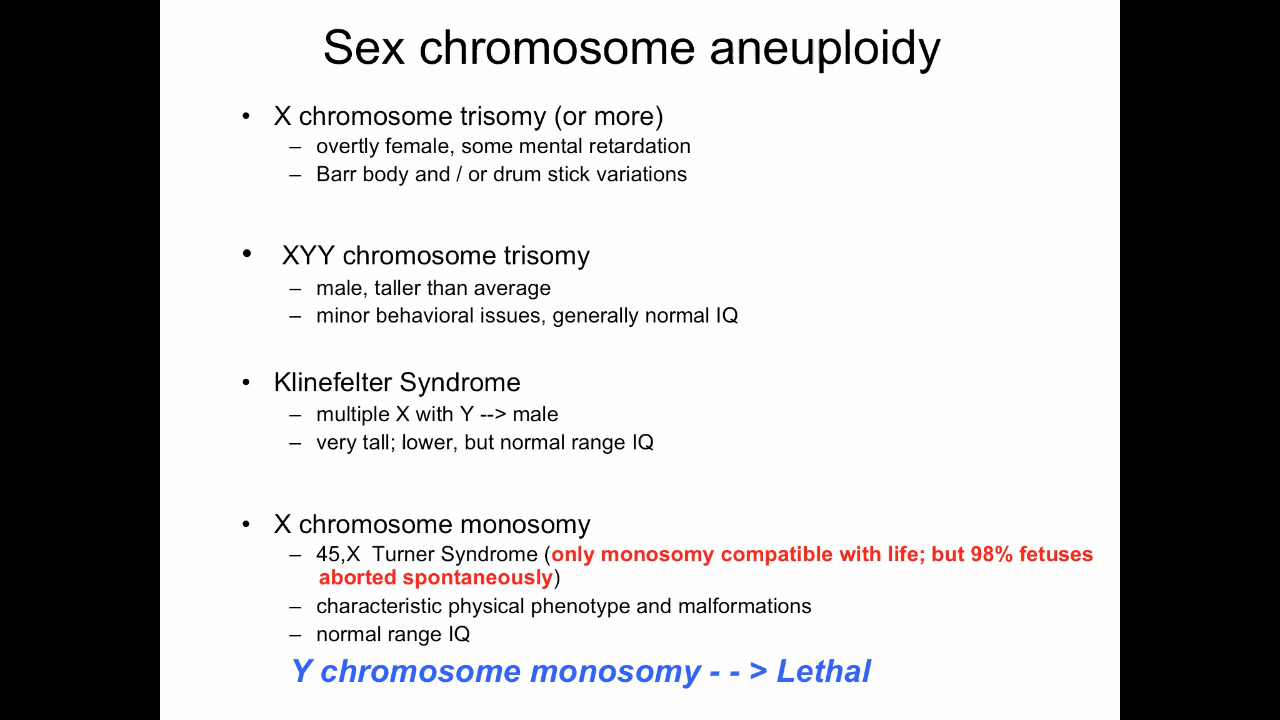 Sex chromosome aneuploidy
• X chromosome trisomy (or more)
– overtly female, some mental retardation
– Barr body and / or drum stick variations
• XYY chromosome trisomy
– male, taller than average
– minor behavioral issues, generally normal IQ
• Klinefelter Syndrome
– multiple X with Y --> male
– very tall; lower, but normal range IQ
• X chromosome monosomy
– 45,X  Turner Syndrome (only monosomy compatible with life; but 98% fetuses
aborted spontaneously)
– characteristic physical phenotype and malformations
– normal range IQ
Y chromosome monosomy - - > Lethal